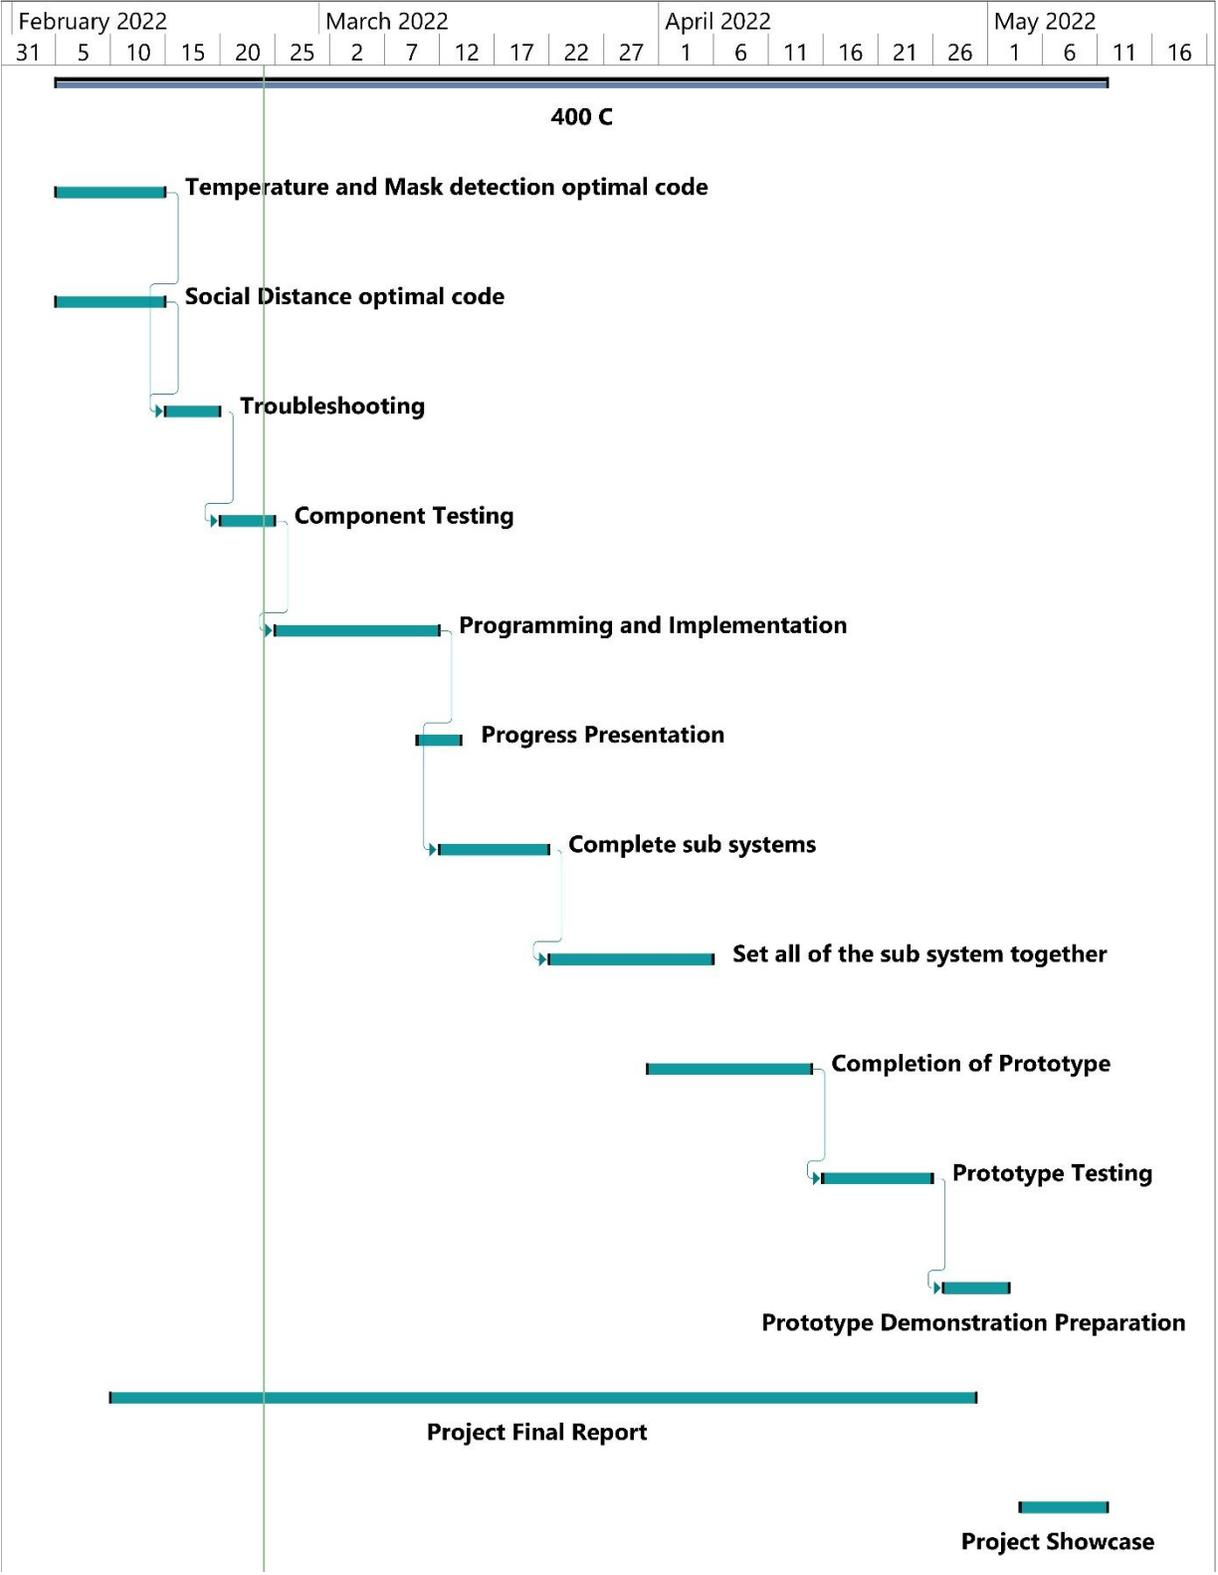 February 2022 March 2022 April 2022 May 2022
31 5 10 15 20 25 2 7 12 17 22 27 1 6 11 16 21 26 1 6 11 16
400 C
Temperature and Mask detection optimal code
Social Distance optimal code
Troubleshooting
Component Testing
Programming and Implementation
Progress Presentation
Complete sub systems
Set all of the sub system together
Completion of Prototype
Prototype Testing
Prototype Demonstration Preparation
Project Final Report
Project Showcase